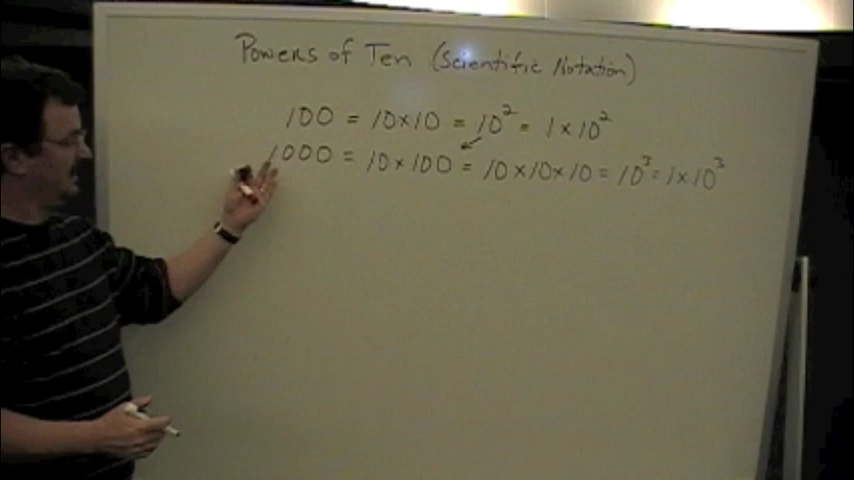 Powers of Ten (Scientific Notation)
100 = 10×10 = 10² = 1×10²
1000 = 10×100 = 10×10×10 = 10³ = 1×10³